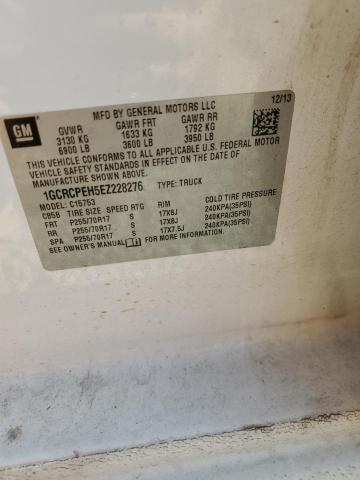 MFD BY GENERAL MOTORS LLC 12/13
GM
GVWR GAWR FRT GAWR RR
3130 KG 1633 KG 1792 KG
6900 LB 3600 LB 3950 LB
THIS VEHICLE CONFORMS TO ALL APPLICABLE U.S. FEDERAL MOTOR
VEHICLE SAFETY STANDARDS IN EFFECT ON THE DATE OF
MANUFACTURE SHOWN ABOVE.
1GCRCPEH5EZ228276 TYPE: TRUCK
MODEL: C15753
CB5B TIRE SIZE SPEED RTG RIM COLD TIRE PRESSURE
FRT P255/70R17 S 17X8J 240KPA(35PSI)
RR P255/70R17 S 17X8J 240KPA(35PSI)
SPA P255/70R17 S 17X7.5J 240KPA(35PSI)
SEE OWNERS MANUAL FOR MORE INFORMATION.